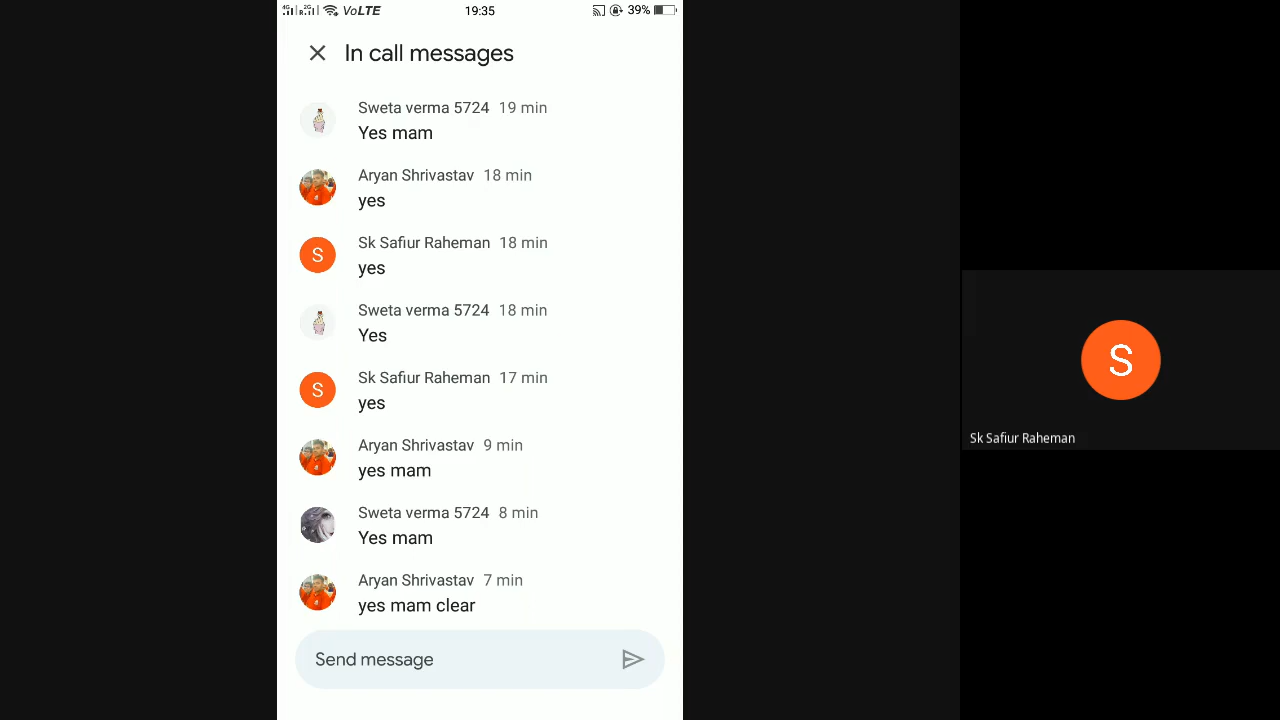 4G R 2G VoLTE 19:35 39%
In call messages
Sweta verma 5724 19 min
Yes mam
Aryan Shrivastav 18 min
yes
S
Sk Safiur Raheman 18 min
yes
Sweta verma 5724 18 min
Yes
S
Sk Safiur Raheman 17 min
yes
Aryan Shrivastav 9 min
yes mam
Sweta verma 5724 8 min
Yes mam
Aryan Shrivastav 7 min
yes mam clear
Send message
S
Sk Safiur Raheman